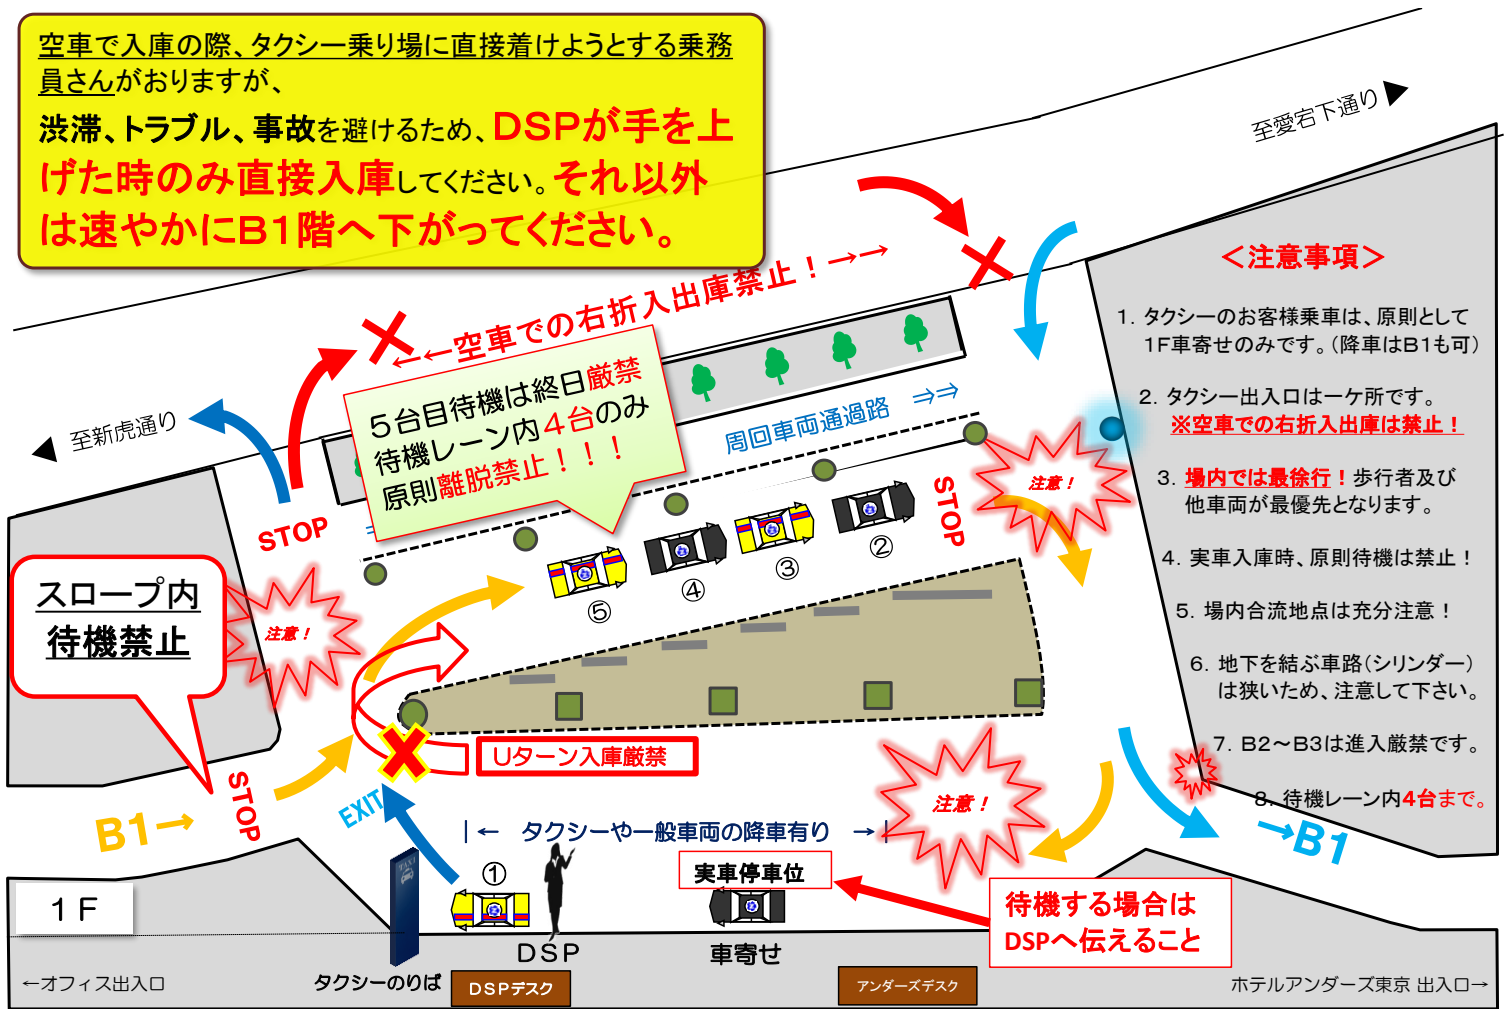 空車で入庫の際、タクシー乗り場に直接着けようとする乗務
員さんがおりますが、
渋滞、トラブル、事故を避けるため、DSPが手を上
げた時のみ直接入庫してください。それ以外
は速やかにB1階へ下がってください。
至愛宕下通り ▶
←←空車での右折入出庫禁止！→→
◀ 至新虎通り
５台目待機は終日厳禁
待機レーン内４台のみ
原則離脱禁止！！！
周回車両通過路 ⇒⇒
＜注意事項＞
1. タクシーのお客様乗車は、原則として
1F車寄せのみです。(降車はB1も可)
2. タクシー出入口は一ケ所です。
※空車での右折入出庫は禁止！
3. 場内では最徐行！歩行者及び
他車両が最優先となります。
4. 実車入庫時、原則待機は禁止！
5. 場内合流地点は充分注意！
6. 地下を結ぶ車路(シリンダー)
は狭いため、注意して下さい。
7. B2～B3は進入厳禁です。
8. 待機レーン内4台まで。
STOP
STOP
注意！
スロープ内
待機禁止
注意！
⑤
④
③
②
Uターン入庫厳禁
STOP
B1→
EXIT
|← タクシーや一般車両の降車有り →|
注意！
→B1
TAXI
①
実車停車位
待機する場合は
DSPへ伝えること
１F
DSP
車寄せ
←オフィス出入口
タクシーのりば
DSPデスク
アンダーズデスク
ホテルアンダーズ東京 出入口→